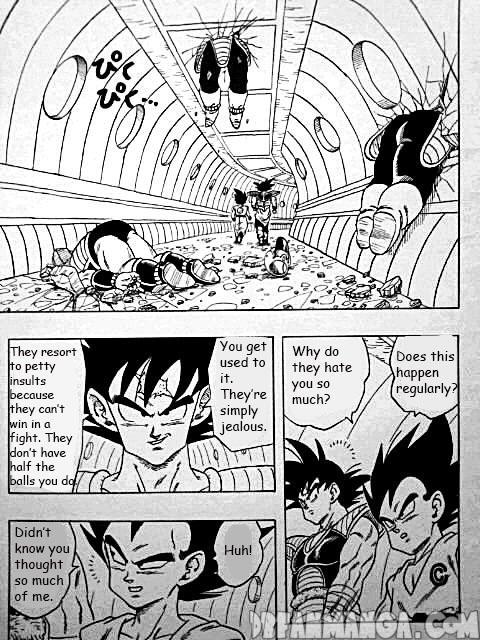 ぴく
ぴく…
Does this
happen
regularly?
Why do
they hate
you so
much?
You get
used to
it.
They're
simply
jealous.
They resort
to petty
insults
because
they can't
win in a
fight. They
don't have
half the
balls you do.
Huh!
Didn't
know you
thought
so much
of me.
C
DBLANMANGA.COM